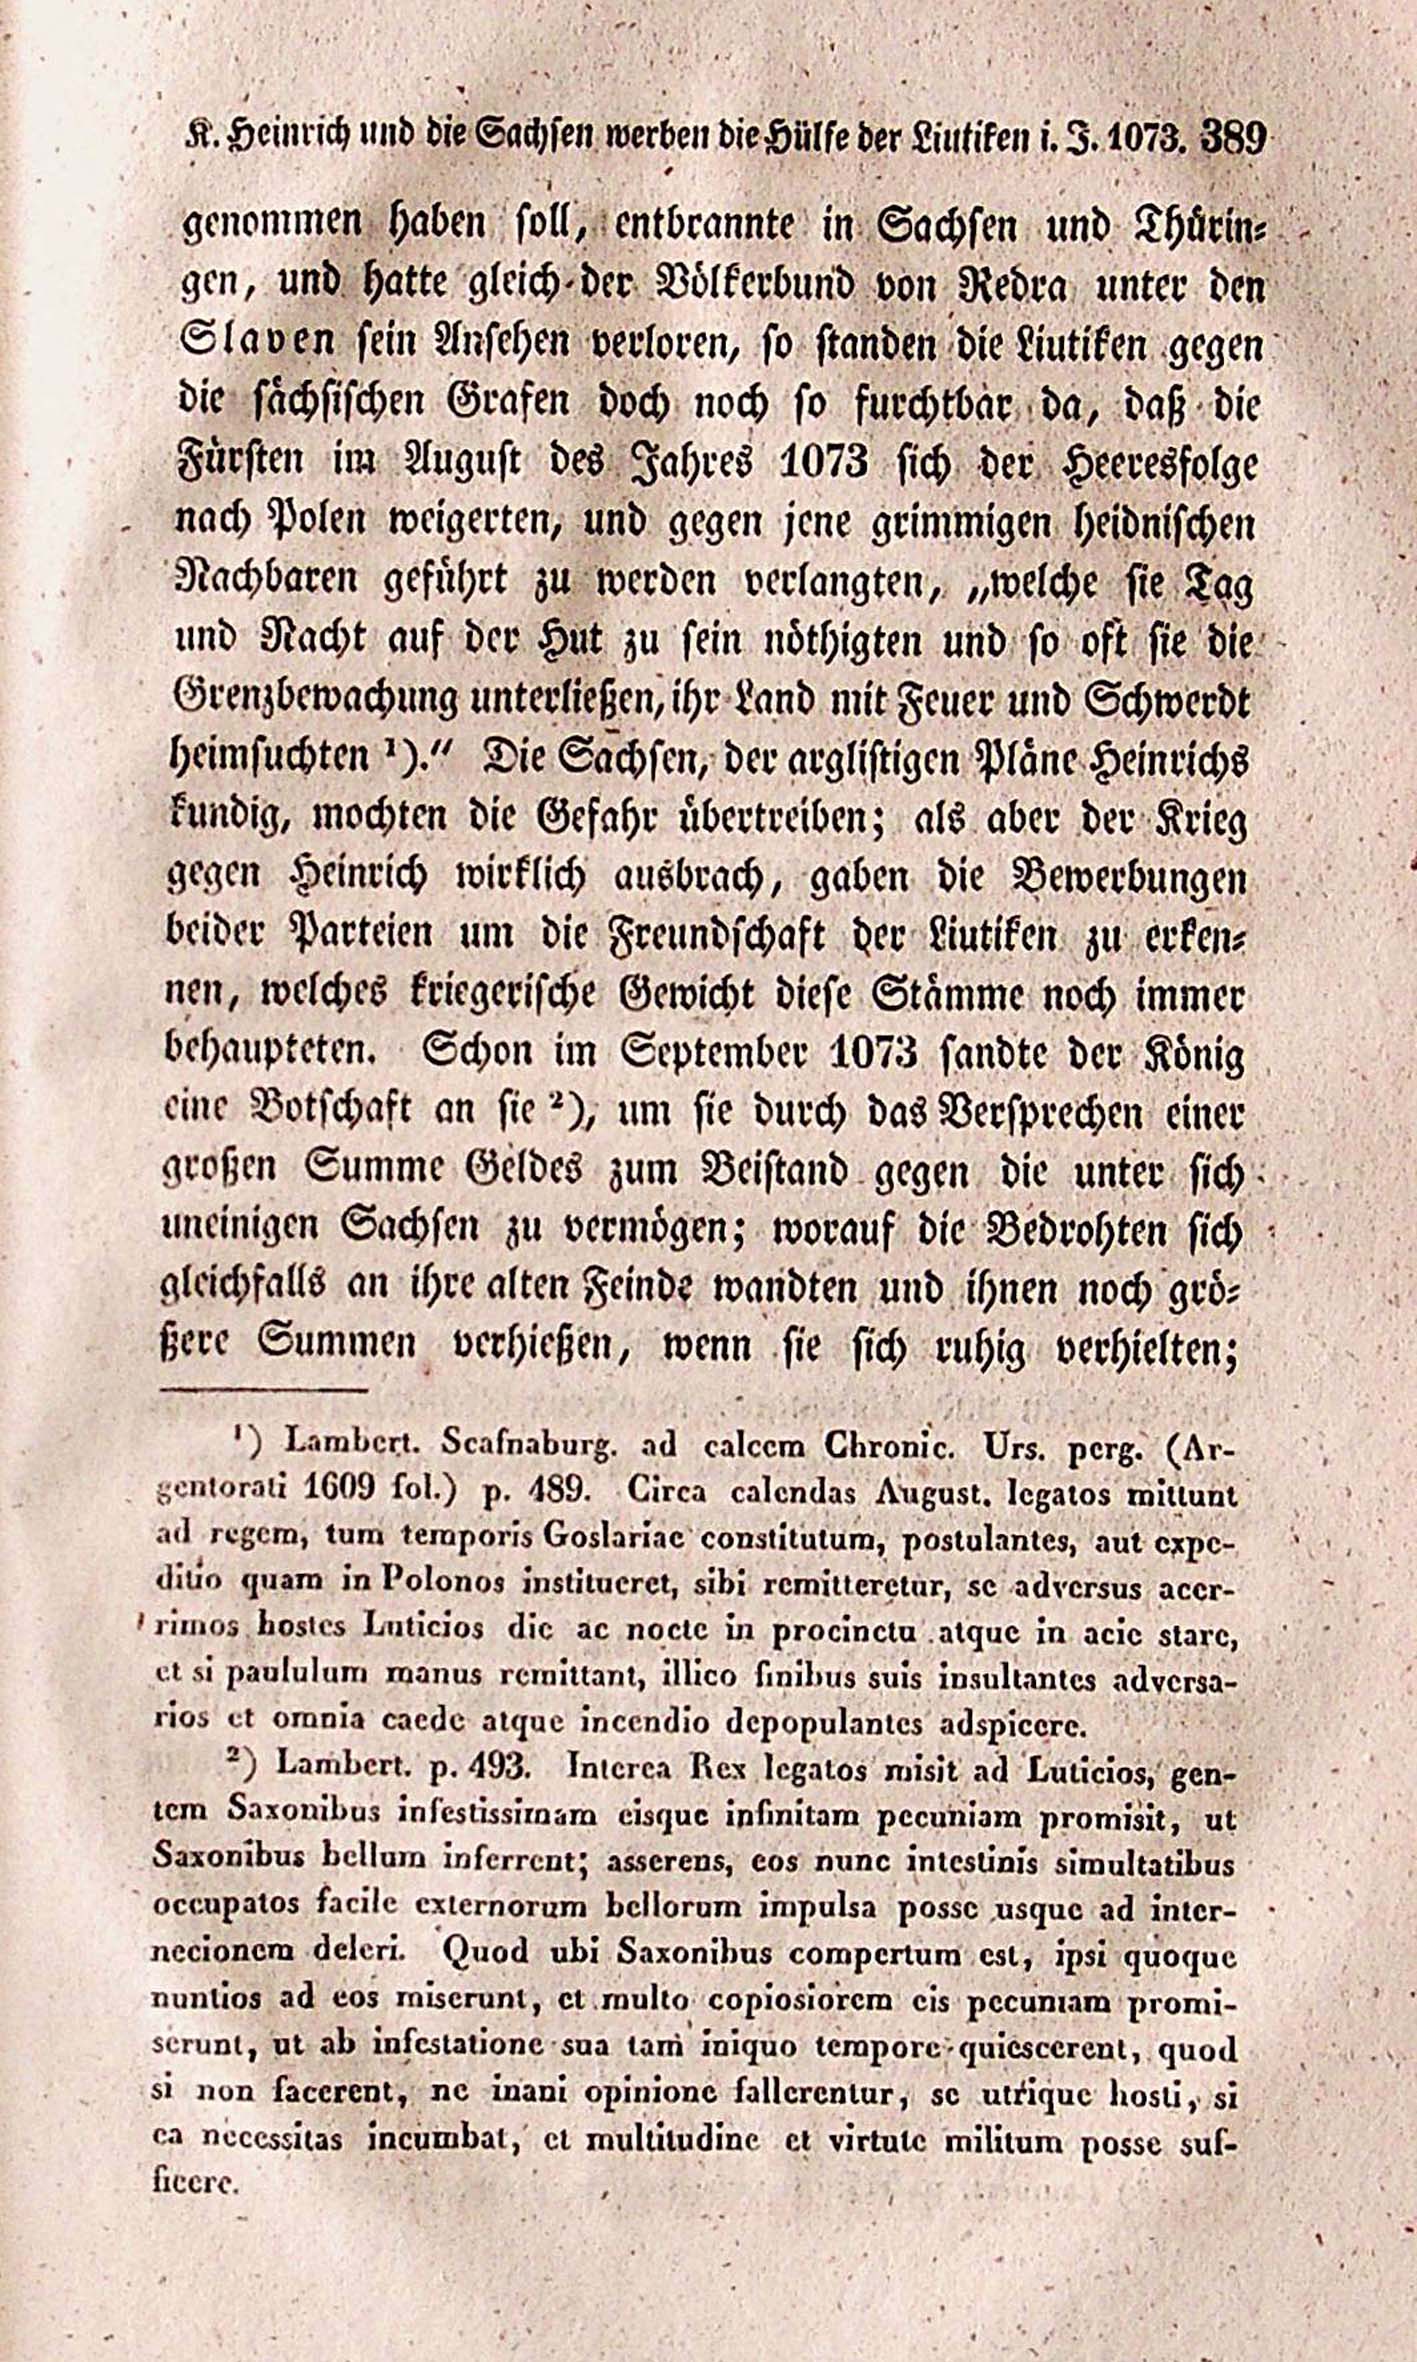 K. Heinrich und die Sachsen werben die Hülfe der Liutiken i. J. 1073. 389
genommen haben soll, entbrannte in Sachsen und Thürin⸗
gen, und hatte gleich der Völkerbund von Redra unter den
Slaven sein Ansehen verloren, so standen die Liutiken gegen
die sächsischen Grafen doch noch so furchtbar da, daß die
Fürsten im August des Jahres 1073 sich der Heeresfolge
nach Polen weigerten, und gegen jene grimmigen heidnischen
Nachbaren geführt zu werden verlangten, „welche sie Tag
und Nacht auf der Hut zu sein nöthigten und so oft sie die
Grenzbewachung unterließen, ihr Land mit Feuer und Schwerdt
heimsuchten ¹).“ Die Sachsen, der arglistigen Pläne Heinrichs
kundig, mochten die Gefahr übertreiben; als aber der Krieg
gegen Heinrich wirklich ausbrach, gaben die Bewerbungen
beider Parteien um die Freundschaft der Liutiken zu erken⸗
nen, welches kriegerische Gewicht diese Stämme noch immer
behaupteten. Schon im September 1073 sandte der König
eine Botschaft an sie ²), um sie durch das Versprechen einer
großen Summe Geldes zum Beistand gegen die unter sich
uneinigen Sachsen zu vermögen; worauf die Bedrohten sich
gleichfalls an ihre alten Feinde wandten und ihnen noch grö⸗
ßere Summen verhießen, wenn sie sich ruhig verhielten;
¹) Lambert. Scafnaburg. ad calcem Chronic. Urs. perg. (Ar-
gentorati 1609 fol.) p. 489. Circa calendas August. legatos mittunt
ad regem, tum temporis Goslariae constitutum, postulantes, aut expe-
ditio quam in Polonos institueret, sibi remitteretur, se adversus acer-
rimos hostes Luticios die ac nocte in procinctu atque in acie stare,
et si paululum manus remittant, illico finibus suis insultantes adversa-
rios et omnia caede atque incendio depopulantes adspicere.
²) Lambert. p. 493. Interea Rex legatos misit ad Luticios, gen-
tem Saxonibus infestissimam eisque infinitam pecuniam promisit, ut
Saxonibus bellum inferrent; asserens, eos nunc intestinis simultatibus
occupatos facile externorum bellorum impulsa posse usque ad inter-
necionem deleri. Quod ubi Saxonibus compertum est, ipsi quoque
nuntios ad eos miserunt, et multo copiosiorem eis pecuniam promi-
serunt, ut ab infestatione sua tam iniquo tempore quiescerent, quod
si non facerent, ne inani opinione fallerentur, se utrique hosti, si
ea necessitas incumbat, et multitudine et virtute militum posse suf-
ficere.